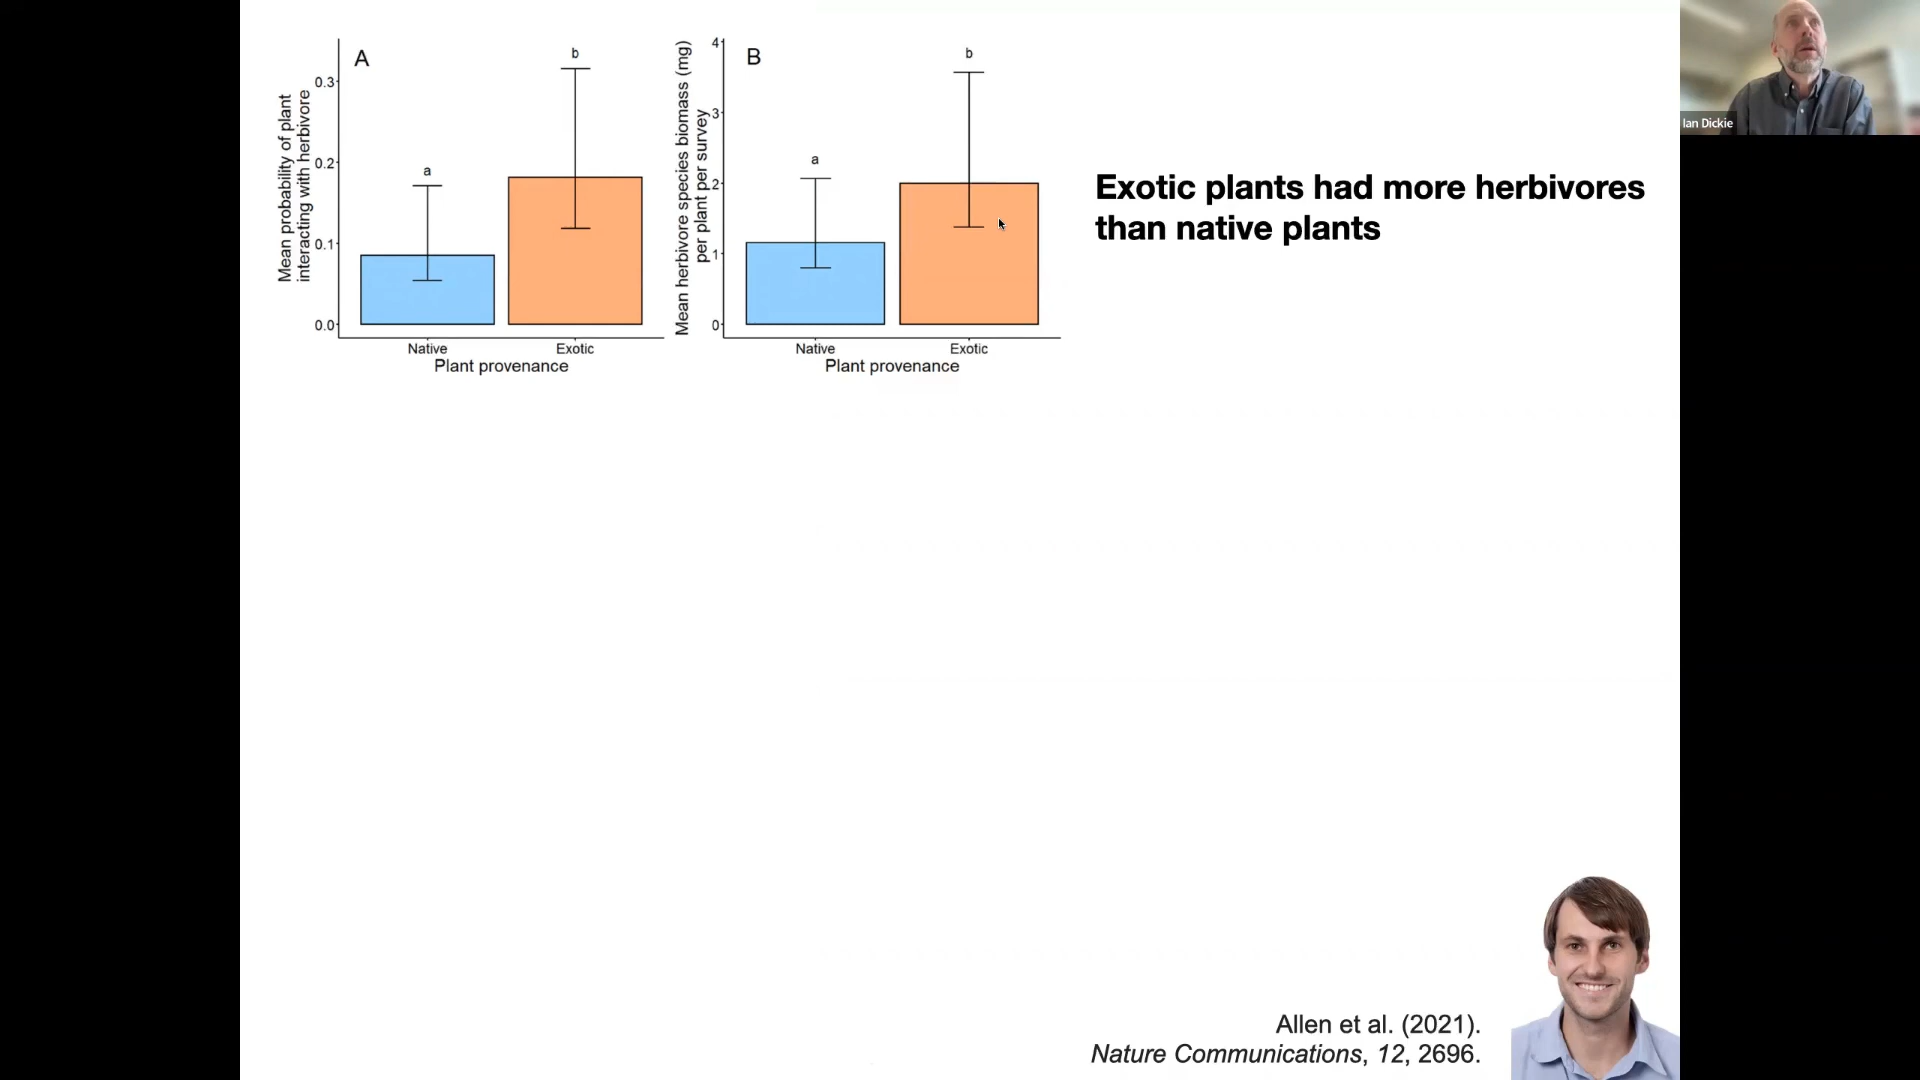 A
b
a
0.3
0.2
0.1
0.0
Mean probability of plant
interacting with herbivore
Native
Exotic
Plant provenance
B
b
a
4
3
2
1
0
Mean herbivore species biomass (mg)
per plant per survey
Native
Exotic
Plant provenance
Exotic plants had more herbivores
than native plants
Ian Dickie
Allen et al. (2021).
Nature Communications, 12, 2696.